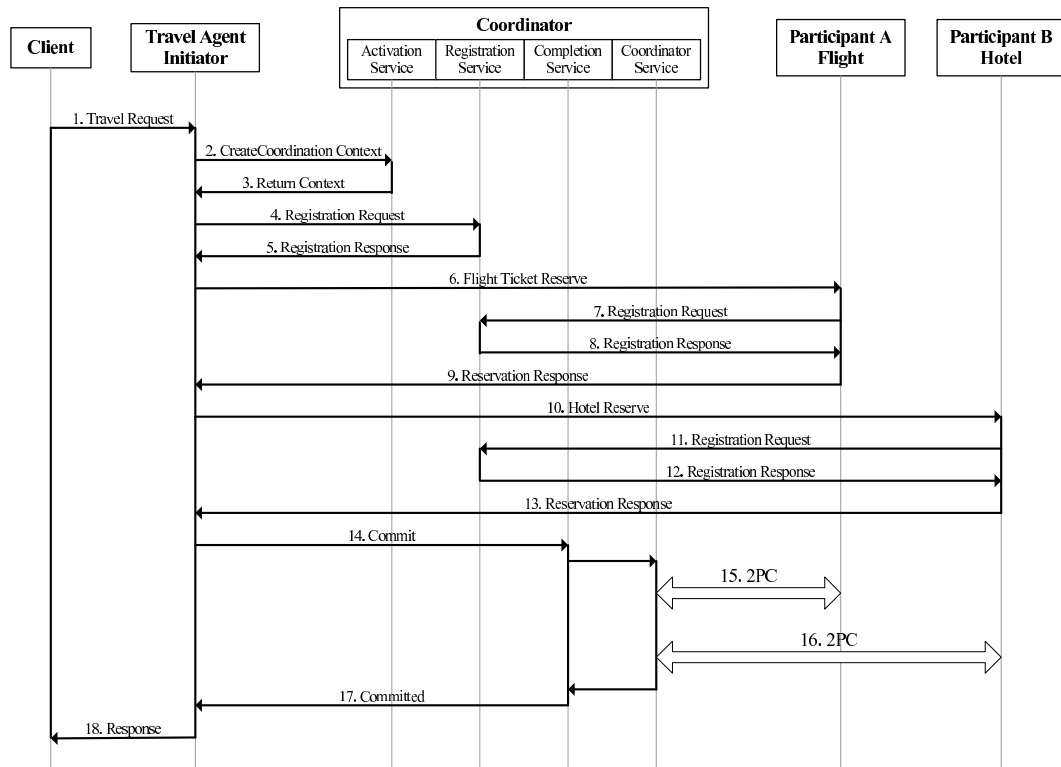 Coordinator
Client
Travel Agent
Initiator
Activation
Service
Registration
Service
Completion
Service
Coordinator
Service
Participant A
Flight
Participant B
Hotel
1. Travel Request
2. CreateCoordination Context
3. Return Context
4. Registration Request
5. Registration Response
6. Flight Ticket Reserve
7. Registration Request
8. Registration Response
9. Reservation Response
10. Hotel Reserve
11. Registration Request
12. Registration Response
13. Reservation Response
14. Commit
15. 2PC
16. 2PC
17. Committed
18. Response